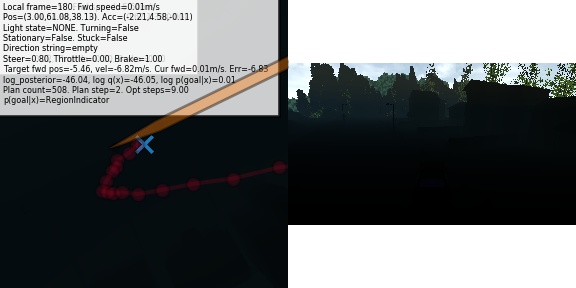 Local frame=180: Fwd.speed=0.01m/s
Pos=(3.00,61.08,38.13). Acc=(-2.21,4.58,-0.11)
Light state=NONE. Turning=False
Stationary=False. Stuck=False
Direction string=empty
Steer=0.80, Throttle=0.00, Brake=1.00
Target fwd pos=-5.46, vel=-6.82m/s. Cur fwd=0.01m/s. Err=-6.83
log_posterior=-46.04, log q(x)=-46.05, log p(goal|x)=0.01
Plan count=508. Plan step=2. Opt steps=9.00
p(goal|x)=RegionIndicator